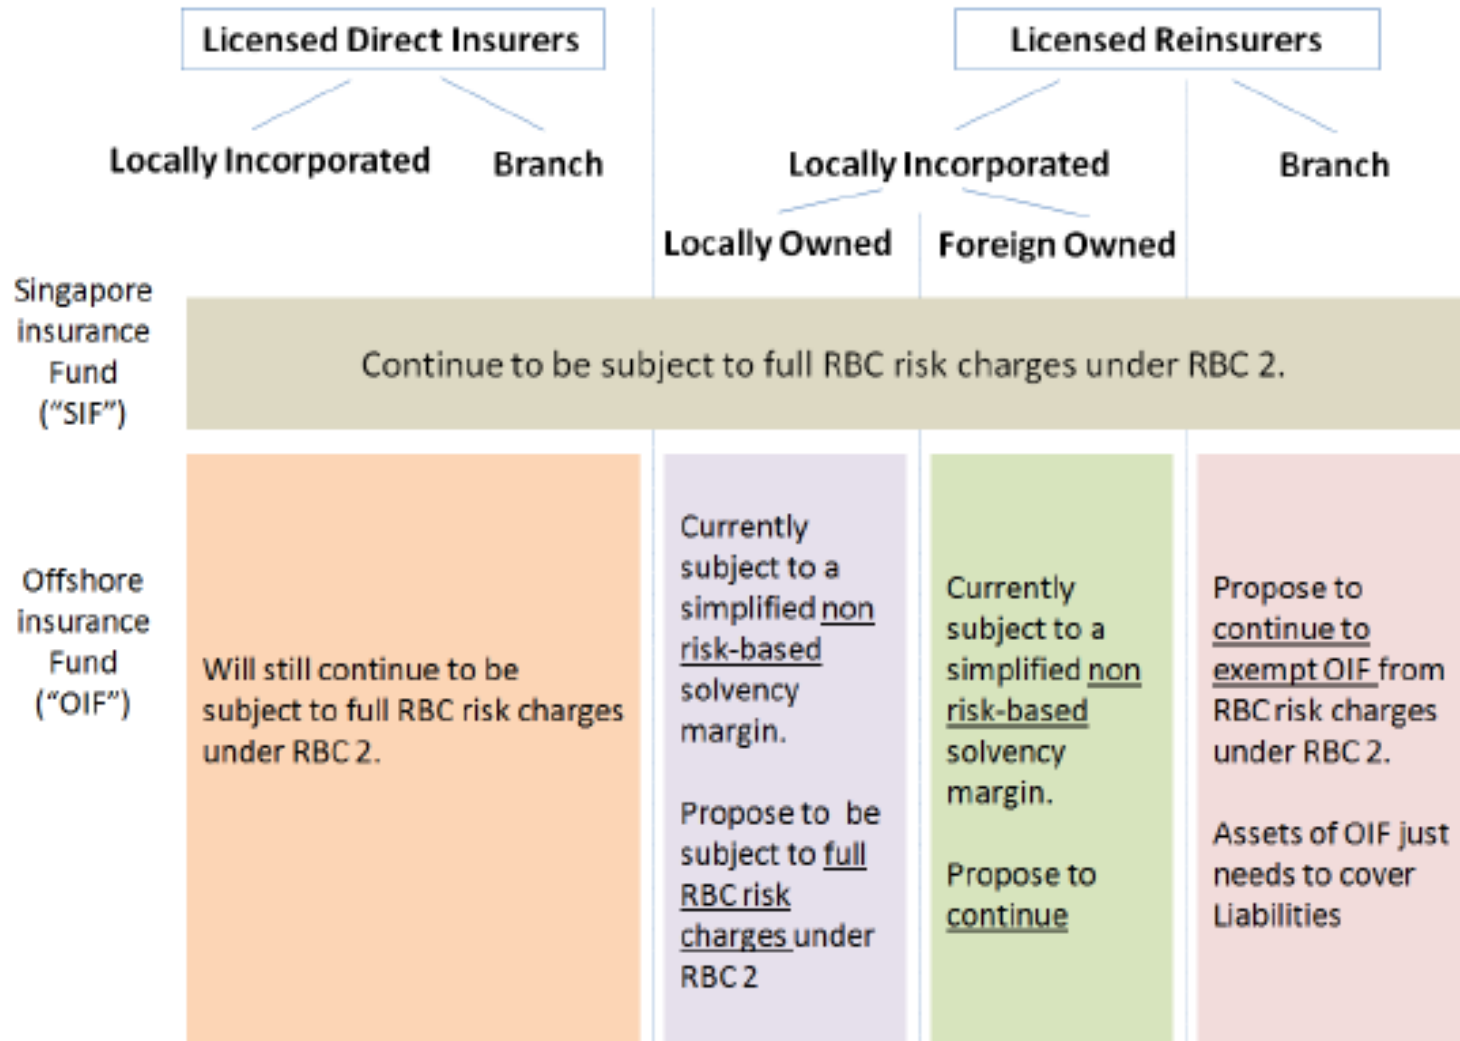 Licensed Direct Insurers
Licensed Reinsurers
Locally Incorporated
Branch
Locally Incorporated
Branch
Locally Owned
Foreign Owned
Singapore
insurance
Fund
(“SIF”)
Continue to be subject to full RBC risk charges under RBC 2.
Offshore
insurance
Fund
(“OIF”)
Will still continue to be
subject to full RBC risk charges
under RBC 2.
Currently
subject to a
simplified non
risk-based
solvency
margin.
Propose to be
subject to full
RBC risk
charges under
RBC 2
Currently
subject to a
simplified non
risk-based
solvency
margin.
Propose to
continue
Propose to
continue to
exempt OIF from
RBC risk charges
under RBC 2.
Assets of OIF just
needs to cover
Liabilities